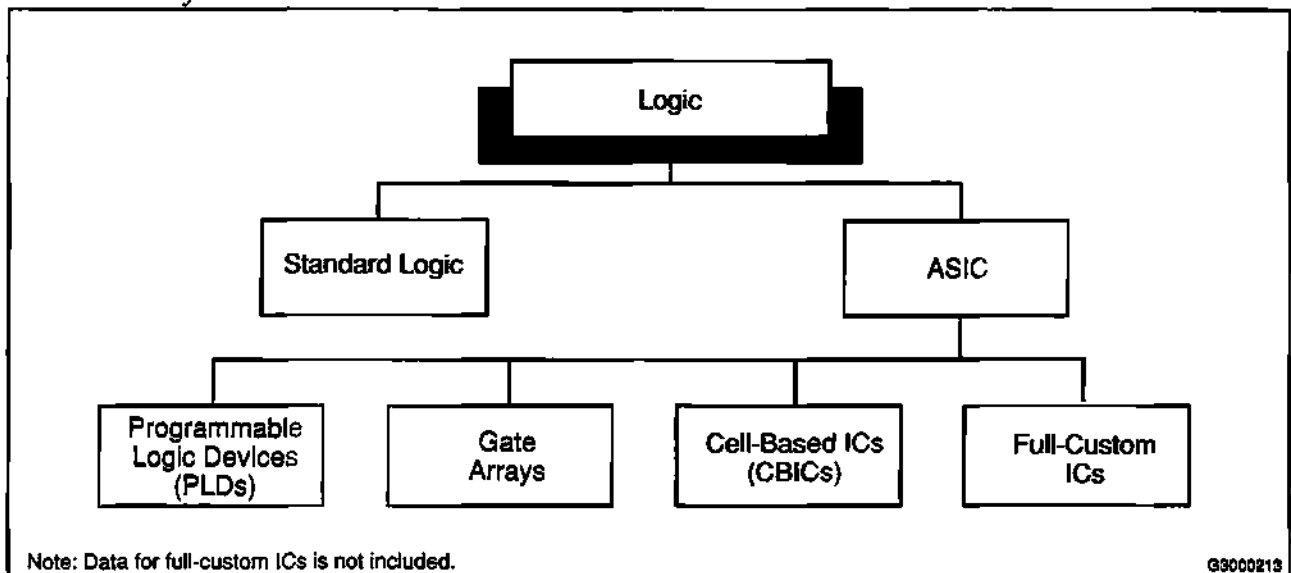 Logic
Standard Logic
ASIC
Programmable
Logic Devices
(PLDs)
Gate
Arrays
Cell-Based ICs
(CBICs)
Full-Custom
ICs
Note: Data for full-custom ICs is not included.
G3000213